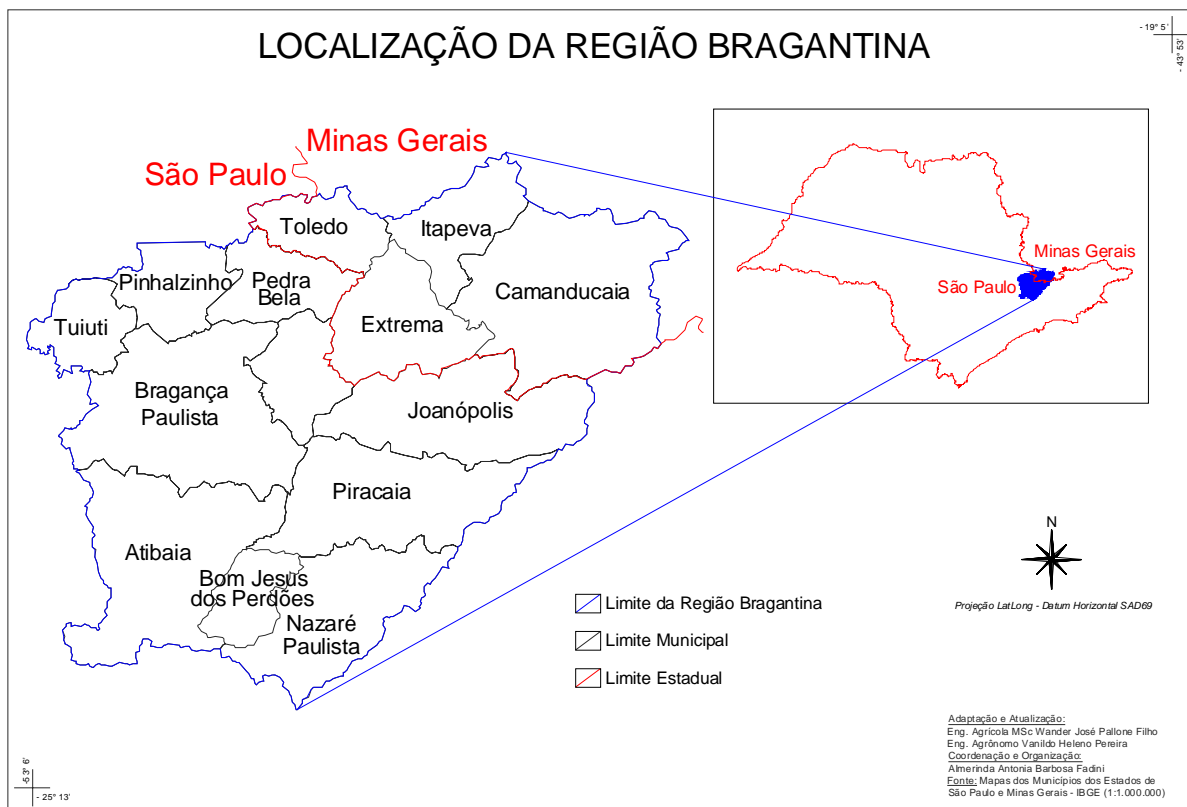 LOCALIZAÇÃO DA REGIÃO BRAGANTINA
- 19° 5'
- 43° 53'
Minas Gerais
São Paulo
Toledo
Itapeva
Pinhalzinho
Pedra
Bela
Camanducaia
Tuiuti
Extrema
Bragança
Paulista
Joanópolis
Piracaia
Atibaia
Bom Jesus
dos Perdões
Nazaré
Paulista
Minas Gerais
São Paulo
N
Projeção LatLong - Datum Horizontal SAD69
Limite da Região Bragantina
Limite Municipal
Limite Estadual
Adaptação e Atualização:
Eng. Agrícola MSc Wander José Pallone Filho
Eng. Agrônomo Vanildo Heleno Pereira
Coordenação e Organização:
Almerinda Antonia Barbosa Fadini
Fonte: Mapas dos Municípios dos Estados de
São Paulo e Minas Gerais - IBGE (1:1.000.000)
-53° 6'
- 25° 13'